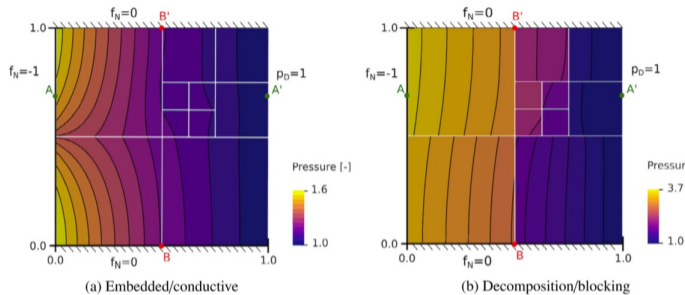 f_N=0
B'
1.0
f_N=-1
p_D=1
A
A'
Pressure [-]
1.6
1.0
0.0
0.0
f_N=0
B
1.0
(a) Embedded/conductive
f_N=0
B'
1.0
f_N=-1
p_D=1
A
A'
Pressur
3.7
1.0
0.0
0.0
f_N=0
B
1.0
(b) Decomposition/blocking